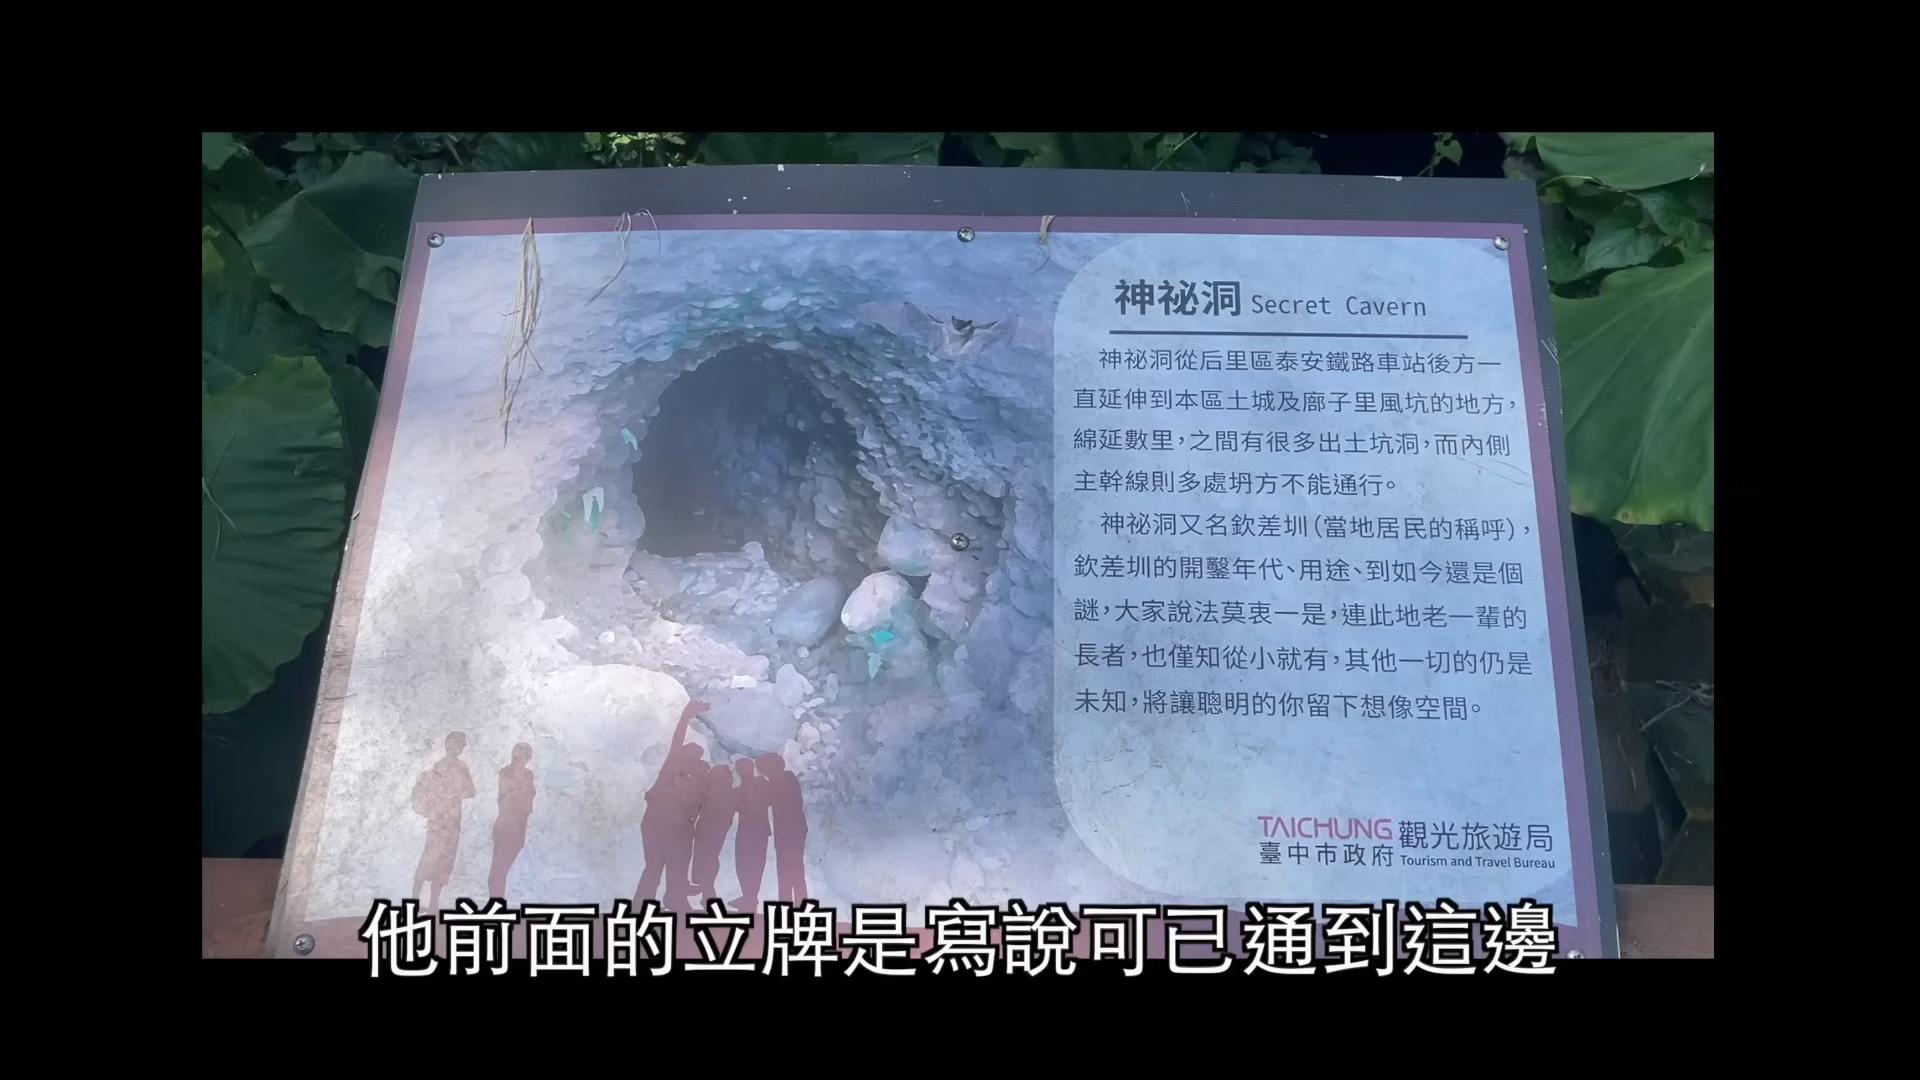 神祕洞 Secret Cavern
神祕洞從后里區泰安鐵路車站後方一
直延伸到本區土城及廍子里風坑的地方,
綿延數里,之間有很多出土坑洞,而內側
主幹線則多處坍方不能通行。
神祕洞又名欽差圳(當地居民的稱呼),
欽差圳的開鑿年代、用途、到如今還是個
謎,大家說法莫衷一是,連此地老一輩的
長者,也僅知從小就有,其他一切的仍是
未知,將讓聰明的你留下想像空間。
TAICHUNG 觀光旅遊局
臺中市政府 Tourism and Travel Bureau
他前面的立牌是寫說可已通到這邊